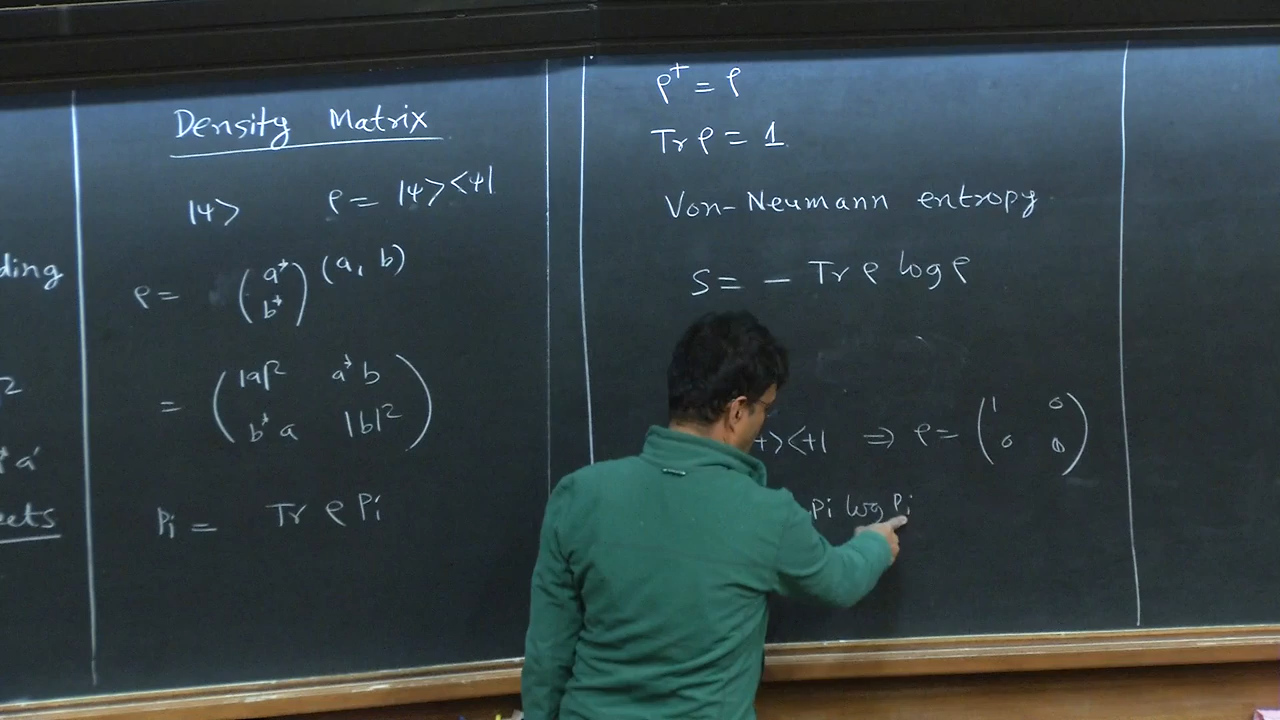 ding
2
* a'
ets
Density Matrix
|ψ> ρ = |ψ><ψ|
ρ = (a* b*) (a, b)
= (|a|² a*b
b*a |b|²)
Pi = Tr ρ Pi
ρ† = ρ
Tr ρ = 1
Von-Neumann entropy
S = - Tr ρ log ρ
+><+| ⇒ ρ = (1 0
0 0)
Pi log Pi